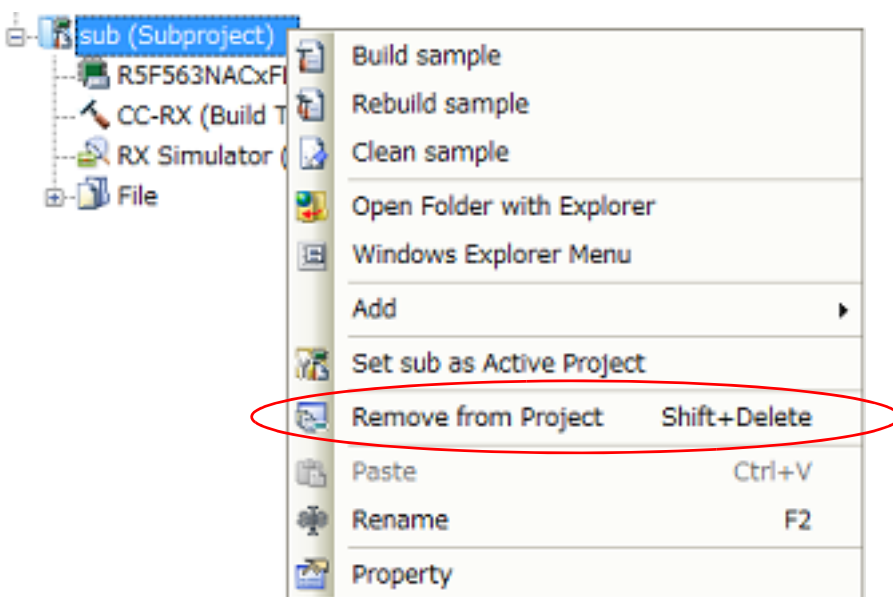 sub (Subproject)
R5F563NACxF
CC-RX (Build T
RX Simulator (
File
Build sample
Rebuild sample
Clean sample
Open Folder with Explorer
Windows Explorer Menu
Add
Set sub as Active Project
Remove from Project Shift+Delete
Paste Ctrl+V
Rename F2
Property